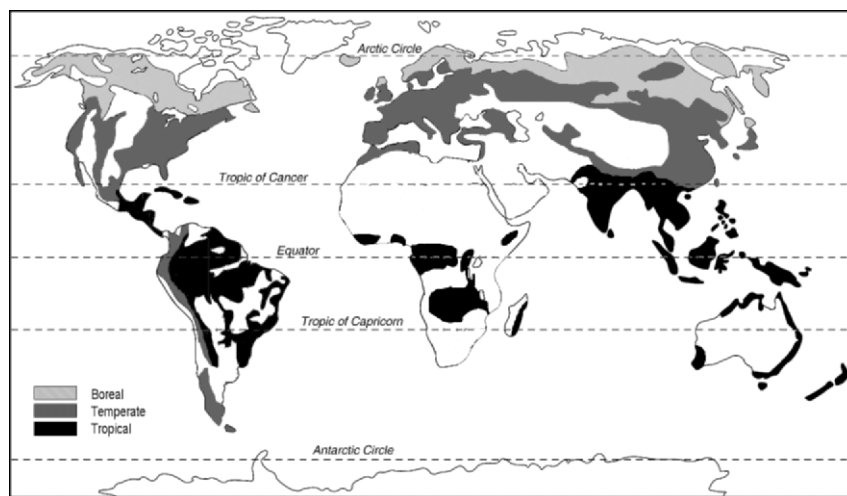 Arctic Circle
Tropic of Cancer
Equator
Tropic of Capricorn
Boreal
Temperate
Tropical
Antarctic Circle